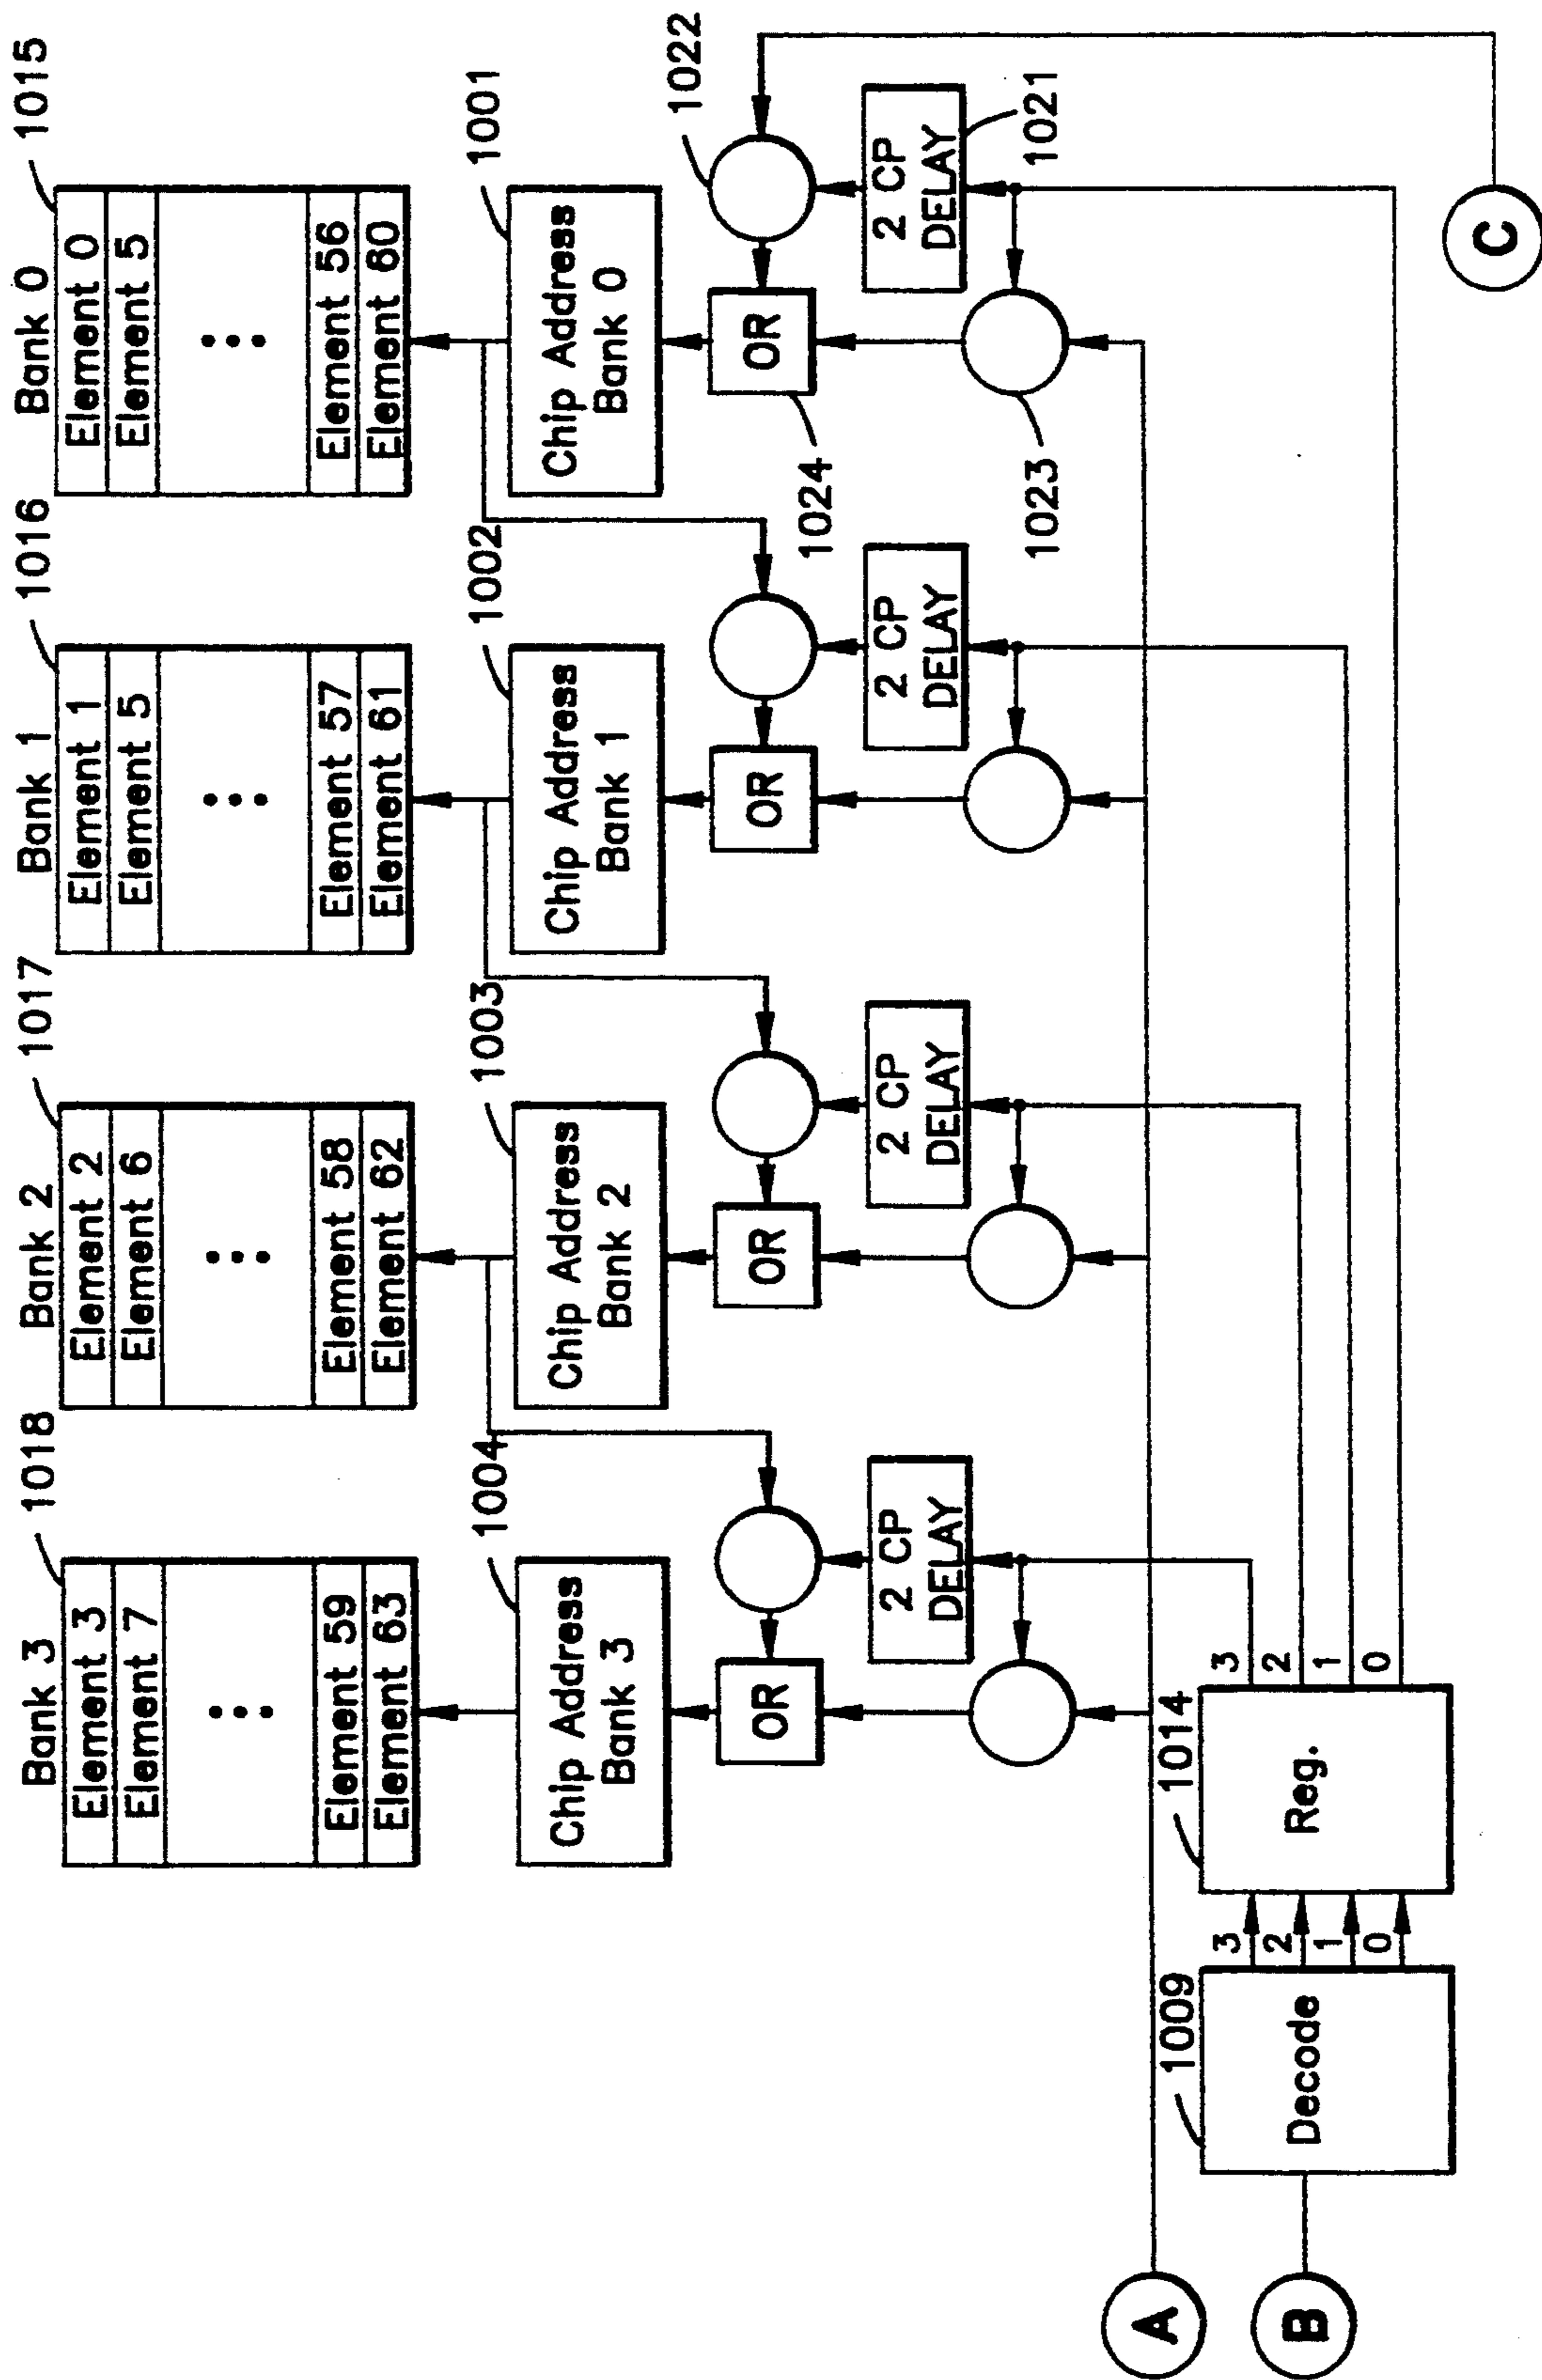 Bank 3
1018
Bank 2
1017
Bank 1
1016
Bank 0
1015
Element 3
Element 7
Element 59
Element 63
Element 2
Element 6
Element 58
Element 62
Element 1
Element 5
Element 57
Element 61
Element 0
Element 5
Element 56
Element 60
1004
1003
1002
1001
Chip Address
Bank 3
Chip Address
Bank 2
Chip Address
Bank 1
Chip Address
Bank 0
1022
OR
OR
OR
OR
1024
2 CP
DELAY
2 CP
DELAY
2 CP
DELAY
2 CP
DELAY
1023
1021
A
1009
1014
B
Decode
3
2
1
0
Reg.
3
2
1
0
C